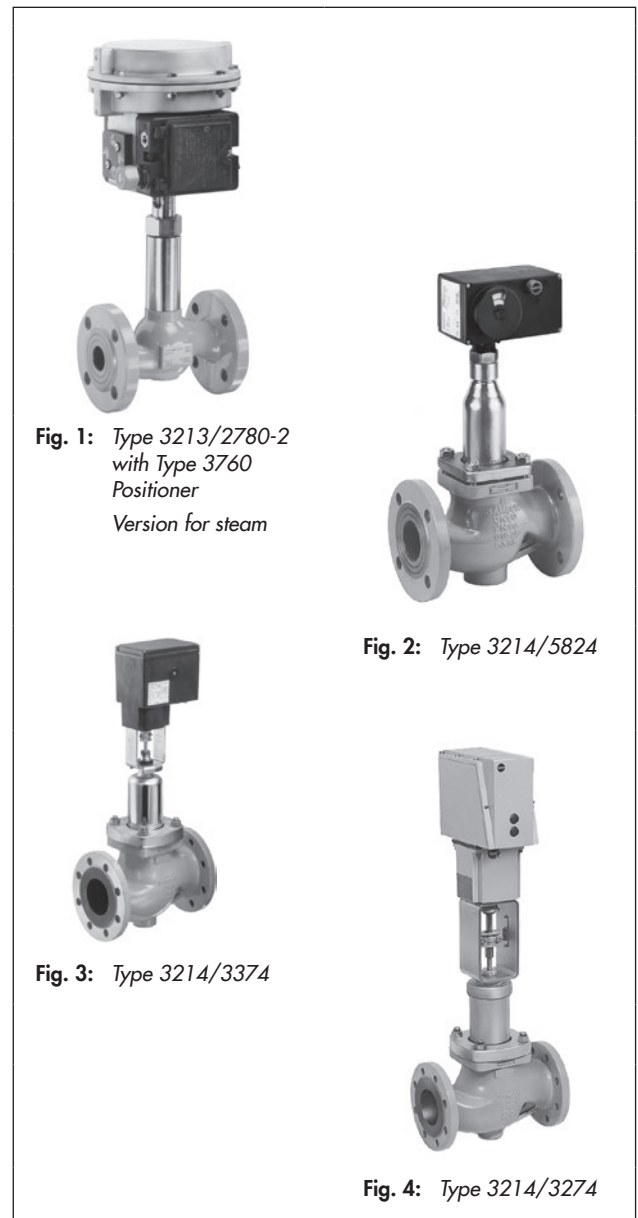 Fig. 1: Type 3213/2780-2
with Type 3760
Positioner
Version for steam
Fig. 2: Type 3214/5824
Fig. 3: Type 3214/3374
Fig. 4: Type 3214/3274